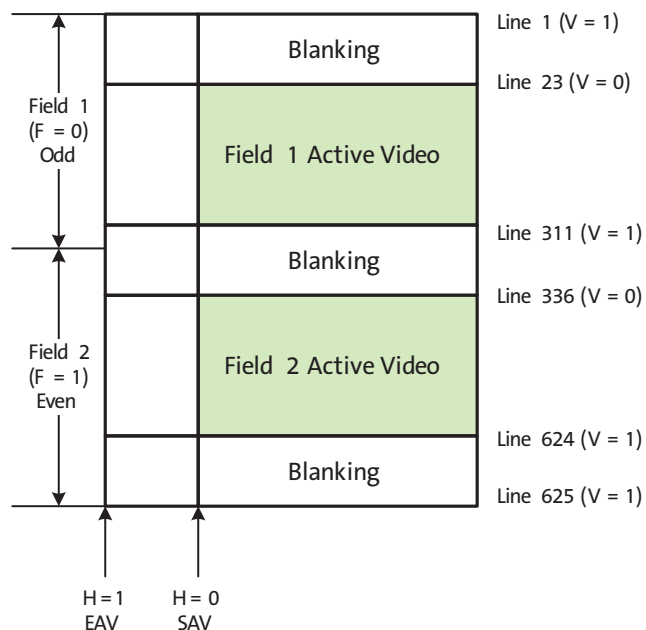 Line 1 (V = 1)
Blanking
Line 23 (V = 0)
Field 1
(F = 0)
Odd
Field 1 Active Video
Line 311 (V = 1)
Blanking
Line 336 (V = 0)
Field 2
(F = 1)
Even
Field 2 Active Video
Line 624 (V = 1)
Blanking
Line 625 (V = 1)
H = 1
EAV
H = 0
SAV